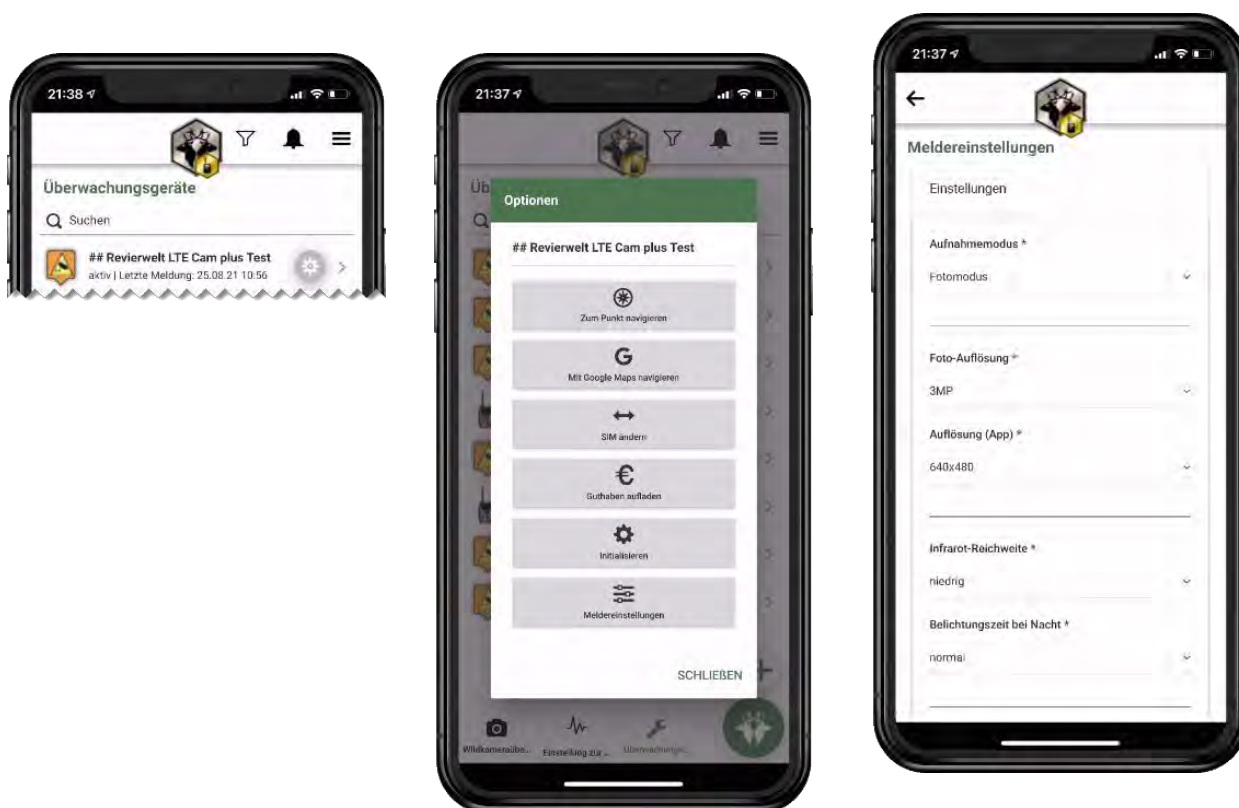 21:38
Überwachungsgeräte
Suchen
## Revierwelt LTE Cam plus Test
aktiv | Letzte Meldung: 25.08.21 10:56
21:37
Üb
Optionen
## Revierwelt LTE Cam plus Test
Zum Punkt navigieren
G
Mit Google Maps navigieren
SIM ändern
€
Guthaben aufladen
Initialisieren
Meldereinstellungen
SCHLIEßEN
Wildkameraübe...
Einstellung zur ...
Überwachungs...
21:37
Meldereinstellungen
Einstellungen
Aufnahmemodus *
Fotomodus
Foto-Auflösung *
3MP
Auflösung (App) *
640x480
Infrarot-Reichweite *
niedrig
Belichtungszeit bei Nacht *
normal